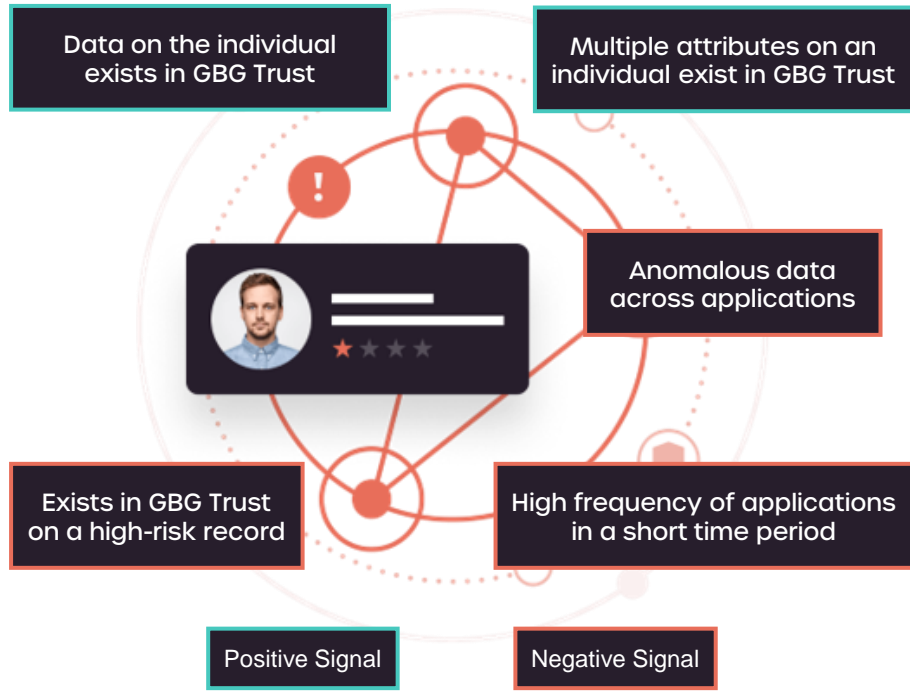 Data on the individual
exists in GBG Trust
Multiple attributes on an
individual exist in GBG Trust
!
Anomalous data
across applications
Exists in GBG Trust
on a high-risk record
High frequency of applications
in a short time period
Positive Signal
Negative Signal